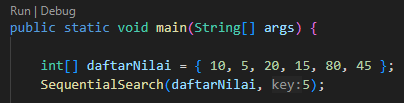 Run | Debug
public static void main(String[] args) {
int[] daftarNilai = { 10, 5, 20, 15, 80, 45 };
SequentialSearch(daftarNilai, key:5);